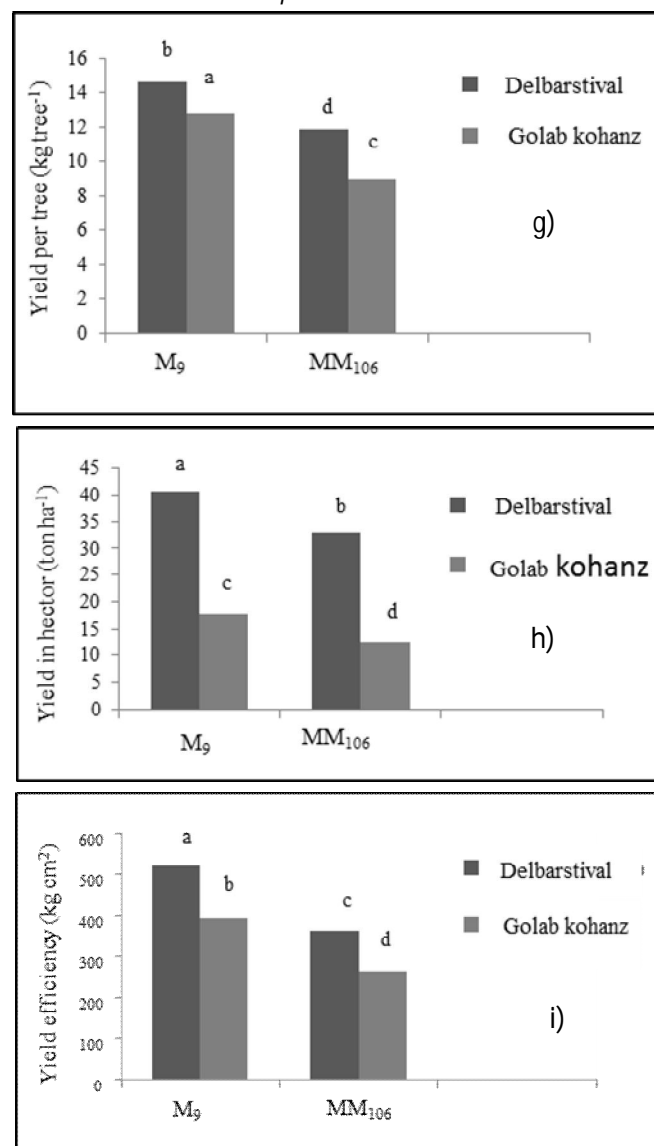 16
14
12
10
8
6
4
2
0
Yield per tree (kg tree-1)
b
a
d
c
M9
MM106
Delbarstival
Golab kohanz
g)
45
40
35
30
25
20
15
10
5
0
Yield in hector (ton ha-1)
a
c
b
d
M9
MM106
Delbarstival
Golab kohanz
h)
600
500
400
300
200
100
0
Yield efficiency (kg cm2)
a
b
c
d
M9
MM106
Delbarstival
Golab kohanz
i)